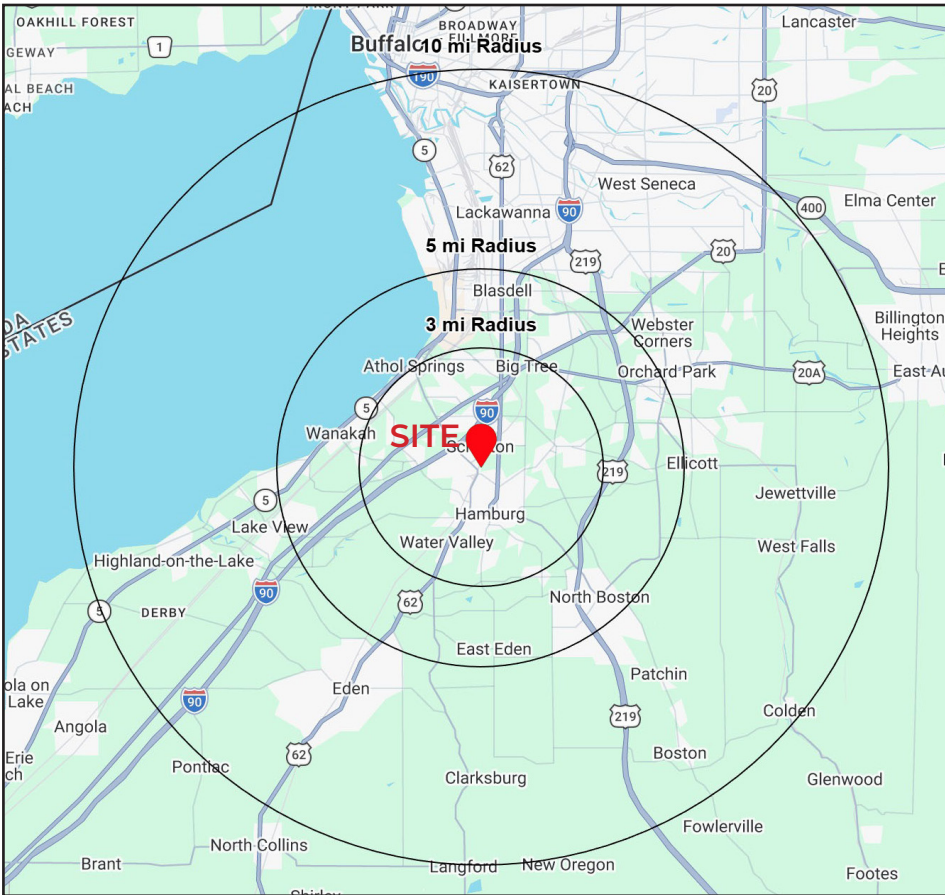 OAKHILL FOREST
BROADWAY
FILLMORE
Lancaster
GEWAY
1
Buffalo
10 mi Radius
190
KAISERTOWN
20
AL BEACH
ACH
5
62
West Seneca
400
Elma Center
Lackawanna
90
5 mi Radius
219
20
Blasdell
DA
STATES
3 mi Radius
Webster
Corners
Billington
Heights
Athol Springs
Big Tree
Orchard Park
20A
East Au
5
90
Wanakah
SITE
219
Ellicott
5
Jewettville
Hamburg
Lake View
Water Valley
West Falls
Highland-on-the-Lake
90
62
North Boston
5
DERBY
East Eden
Patchin
ola on
Lake
Eden
90
Colden
219
Angola
62
Boston
Erie
ch
Pontiac
Clarksburg
Glenwood
Fowlerville
North Collins
Brant
Langford
New Oregon
Footes